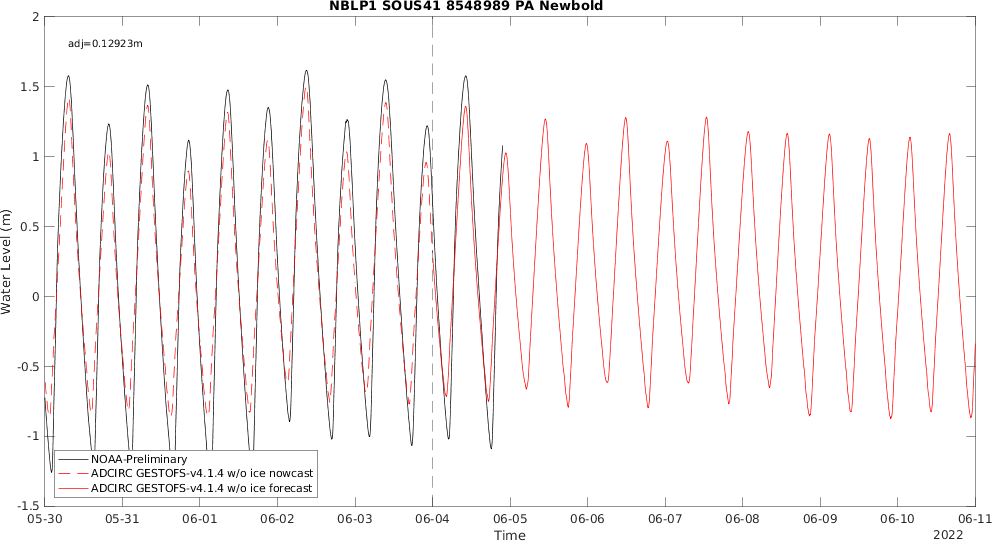 NBLP1 SOUS41 8548989 PA Newbold
adj=0.12923m
2
1.5
1
0.5
0
-0.5
-1
-1.5
Water Level (m)
NOAA-Preliminary
ADCIRC GESTOFS-v4.1.4 w/o ice nowcast
ADCIRC GESTOFS-v4.1.4 w/o ice forecast
05-30 05-31 06-01 06-02 06-03 06-04 06-05 06-06 06-07 06-08 06-09 06-10 06-11
Time
2022